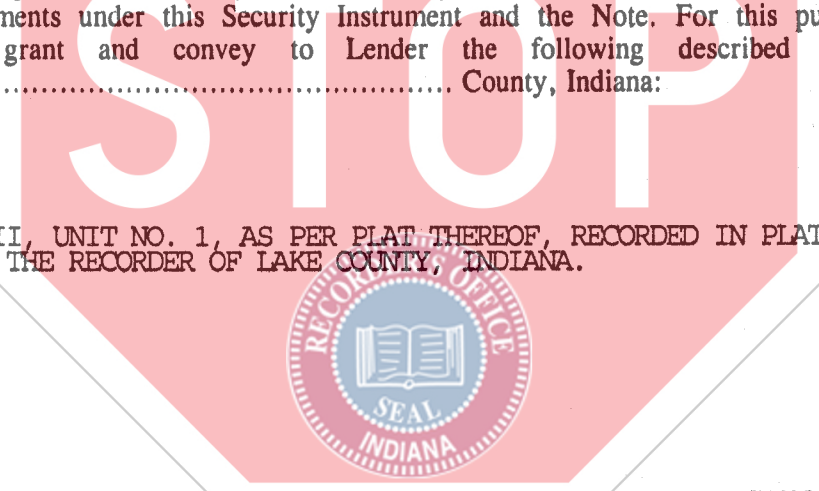 ments under this Security Instrument and the Note. For this pu
grant and convey to Lender the following described
.................................................. County, Indiana:
STOP
II, UNIT NO. 1, AS PER PLAT THEREOF, RECORDED IN PLAT
THE RECORDER OF LAKE COUNTY, INDIANA.
RECORDER'S OFFICE
SEAL
INDIANA